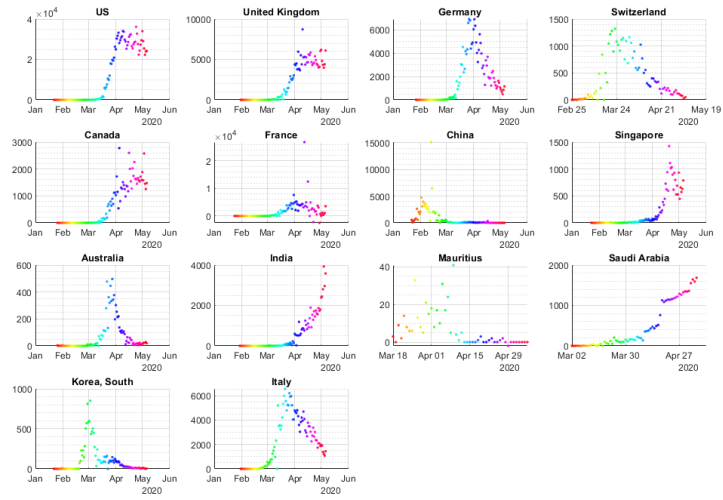 US
×10⁴
4
2
0
Jan Feb Mar Apr May Jun
2020
United Kingdom
10000
5000
0
Jan Feb Mar Apr May Jun
2020
Germany
6000
4000
2000
0
Jan Feb Mar Apr May Jun
2020
Switzerland
1500
1000
500
0
Feb 25 Mar 24 Apr 21 May 19
2020
Canada
3000
2000
1000
0
Jan Feb Mar Apr May Jun
2020
France
×10⁴
2
1
0
Jan Feb Mar Apr May Jun
2020
China
15000
10000
5000
0
Jan Feb Mar Apr May Jun
2020
Singapore
1500
1000
500
0
Jan Feb Mar Apr May Jun
2020
Australia
600
400
200
0
Jan Feb Mar Apr May Jun
2020
India
4000
2000
0
Jan Feb Mar Apr May Jun
2020
Mauritius
40
20
0
Mar 18 Apr 01 Apr 15 Apr 29
2020
Saudi Arabia
2000
1000
0
Mar 02 Mar 30 Apr 27
2020
Korea, South
1000
500
0
Jan Feb Mar Apr May Jun
2020
Italy
6000
4000
2000
0
Jan Feb Mar Apr May Jun
2020